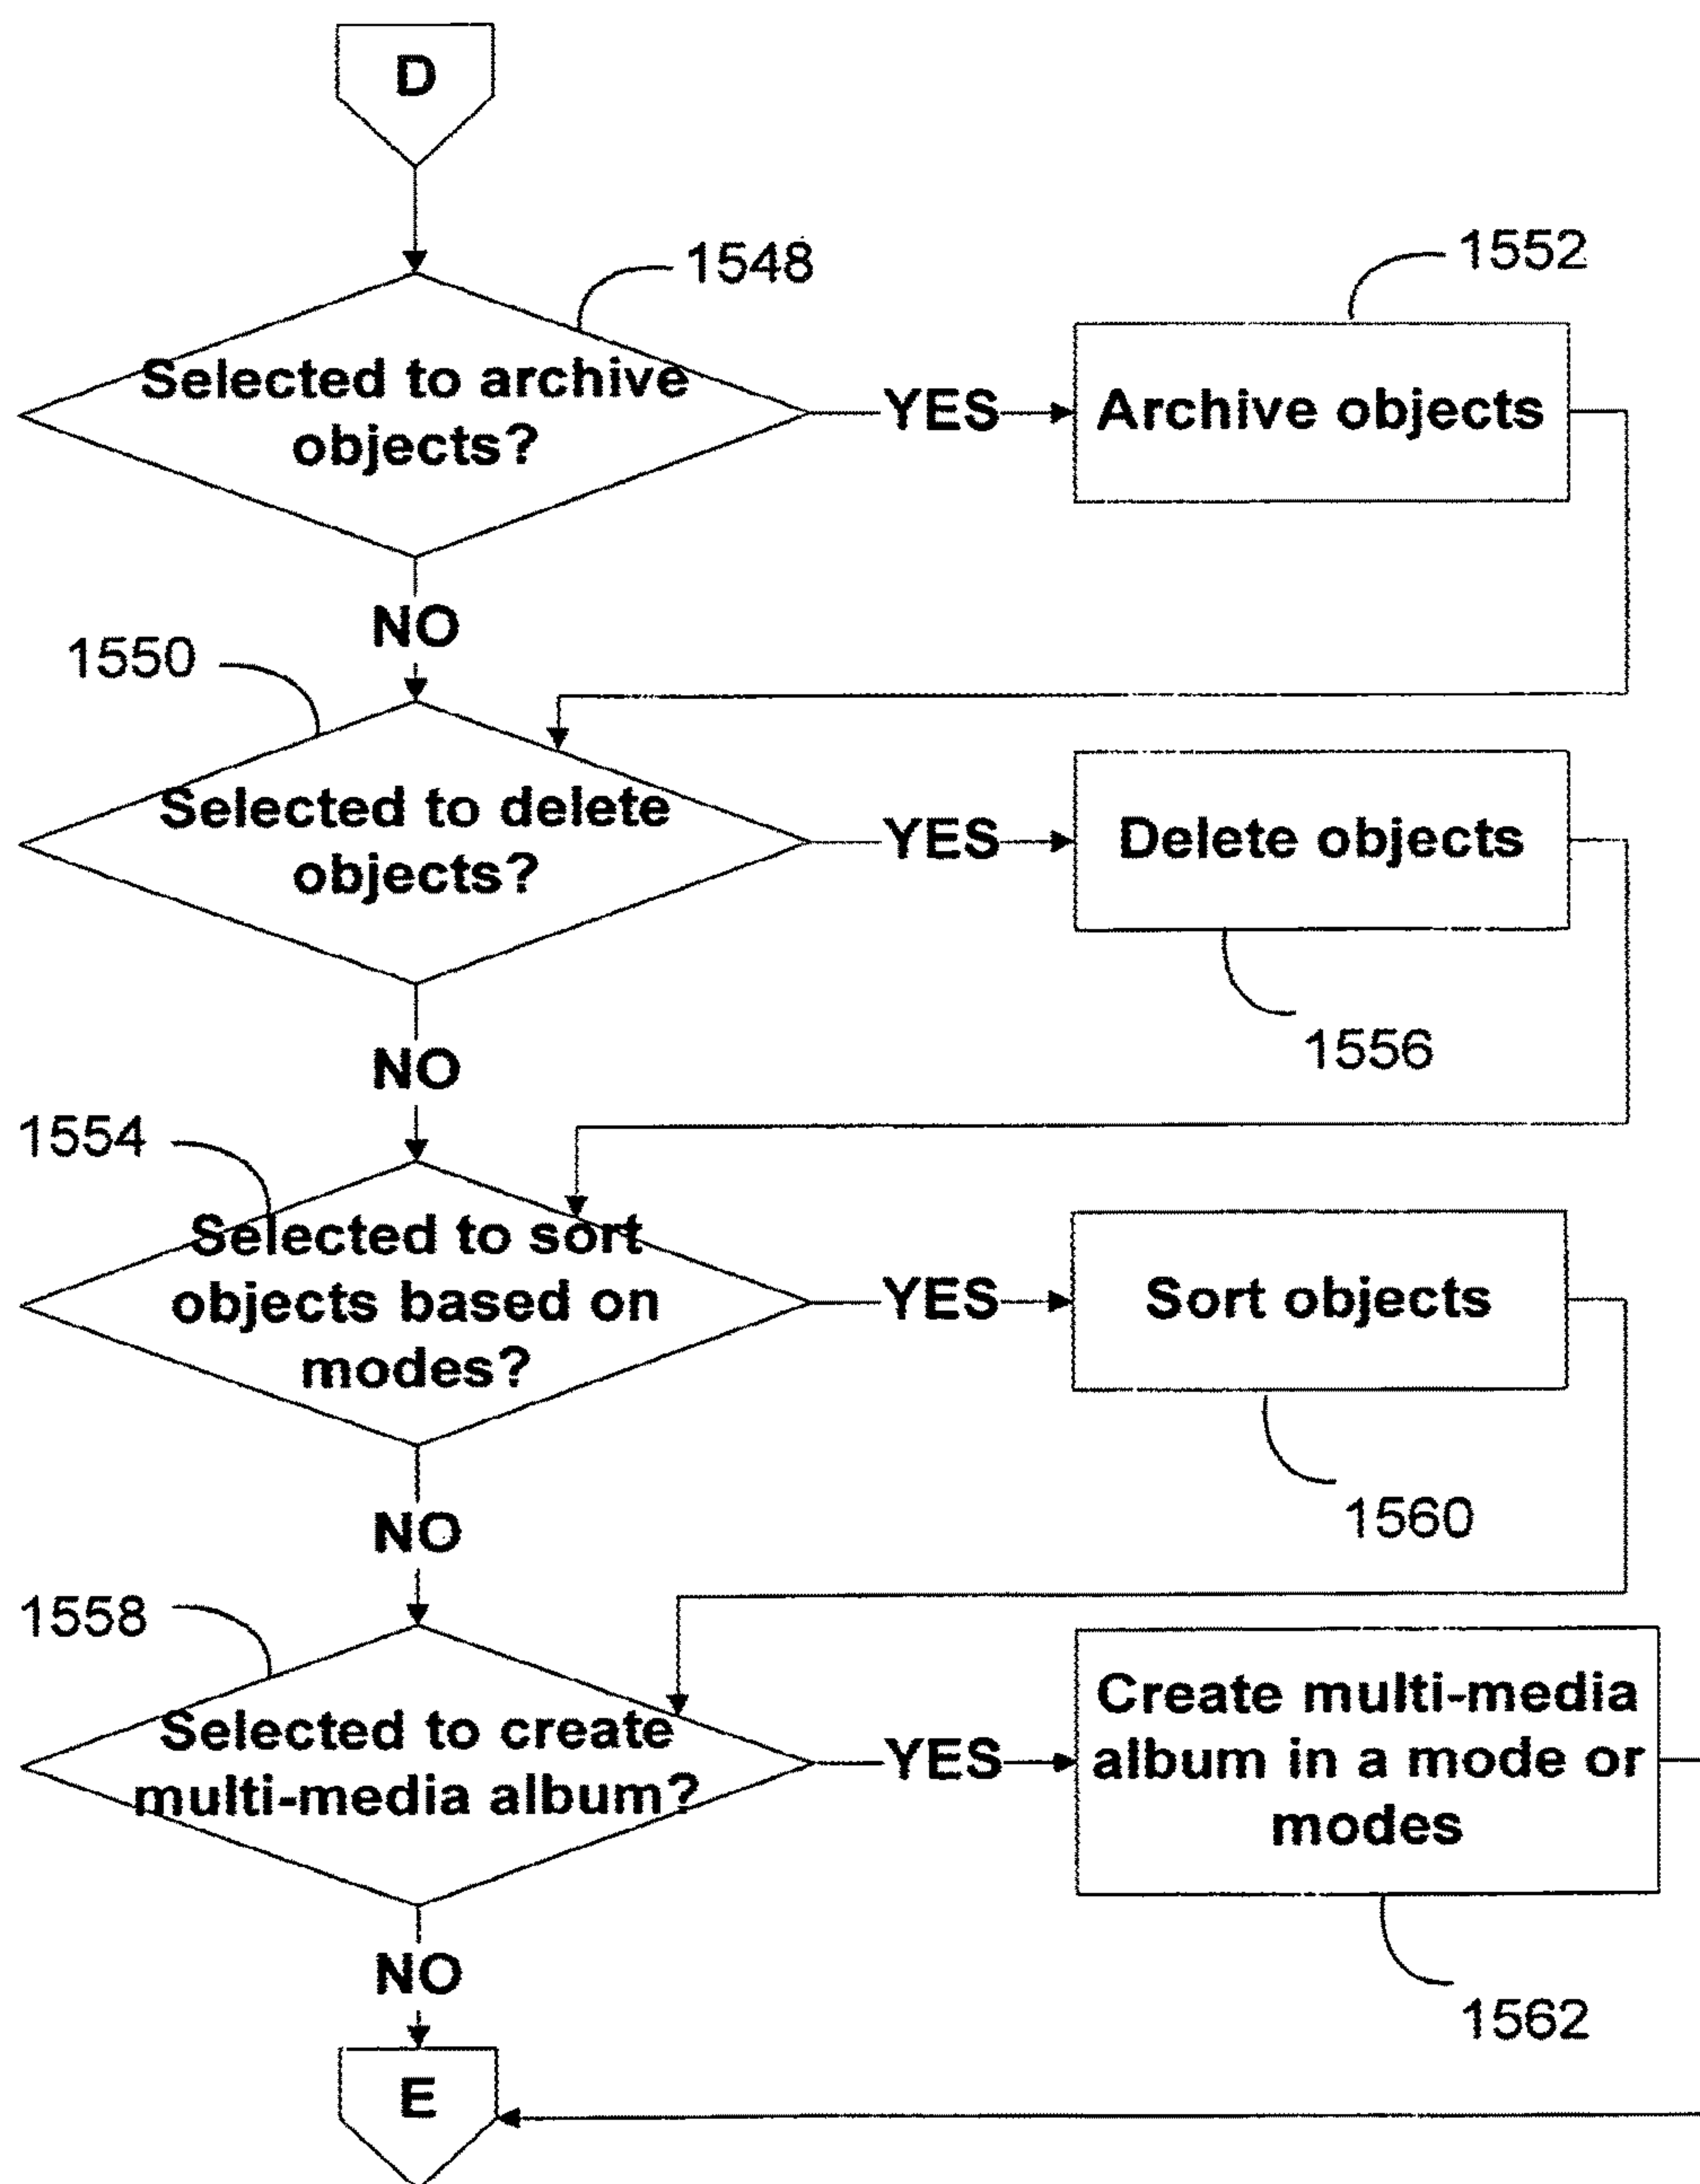 D
1548
1552
Selected to archive
objects?
YES
Archive objects
NO
1550
Selected to delete
objects?
YES
Delete objects
1556
NO
1554
Selected to sort
objects based on
modes?
YES
Sort objects
1560
NO
1558
Selected to create
multi-media album?
YES
Create multi-media
album in a mode or
modes
1562
NO
E